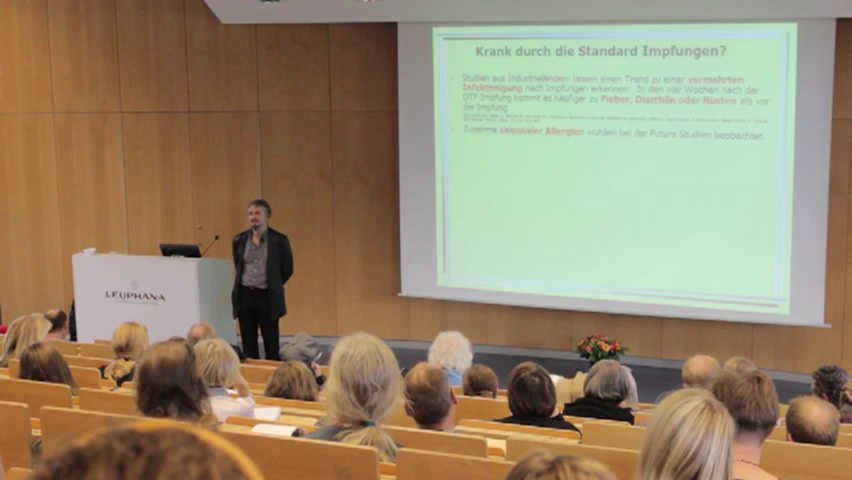 Krank durch die Standard Impfungen?
Studien aus Industrieländern lassen einen Trend zu einer vermehrten
Infektneigung nach Impfungen erkennen. In den vier Wochen nach der
DTP-Impfung kommt es häufiger zu Fieber, Diarrhöe oder Husten als vor
der Impfung
Zunahme saisonaler Allergien wurden bei der Future Studien beobachtet.
LEUPHANA